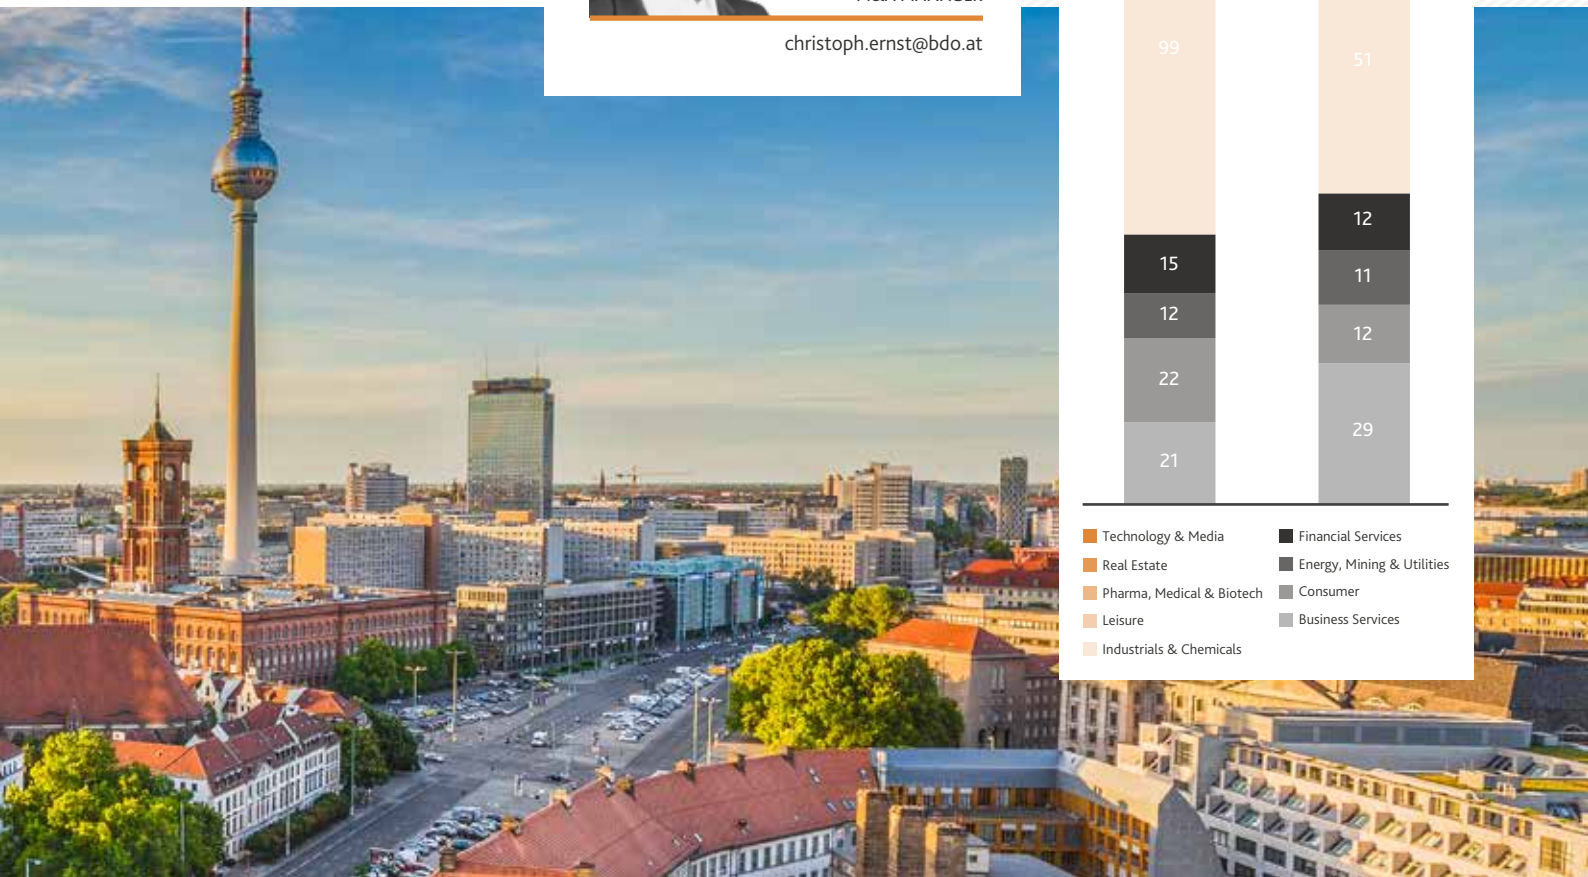 christoph.ernst@bdo.at
99
51
15
12
12
11
22
12
21
29
Technology & Media
Real Estate
Pharma, Medical & Biotech
Leisure
Industrials & Chemicals
Financial Services
Energy, Mining & Utilities
Consumer
Business Services